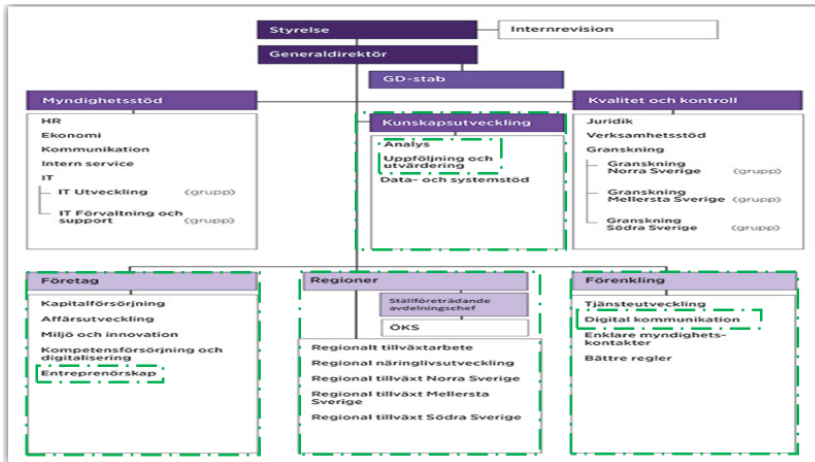 Styrelse
Internrevision
Generaldirektör
GD-stab
Myndighetsstöd
HR
Ekonomi
Kommunikation
Intern service
IT
IT Utveckling (grupp)
IT Förvaltning och
support (grupp)
Kunskapsutveckling
Analys
Uppföljning och
utvärdering
Data- och systemstöd
Kvalitet och kontroll
Juridik
Verksamhetsstöd
Granskning
Granskning
Norra Sverige (grupp)
Granskning
Mellersta Sverige (grupp)
Granskning
Södra Sverige (grupp)
Företag
Kapitalförsörjning
Affärsutveckling
Miljö och innovation
Kompetensförsörjning och
digitalisering
Entreprenörskap
Regioner
Ställföreträdande
avdelningschef
ÖKS
Regionalt tillväxtarbete
Regional näringlivsutveckling
Regional tillväxt Norra Sverige
Regional tillväxt Mellersta
Sverige
Regional tillväxt Södra Sverige
Förenkling
Tjänsteutveckling
Digital kommunikation
Enklare myndighets-
kontakter
Bättre regler